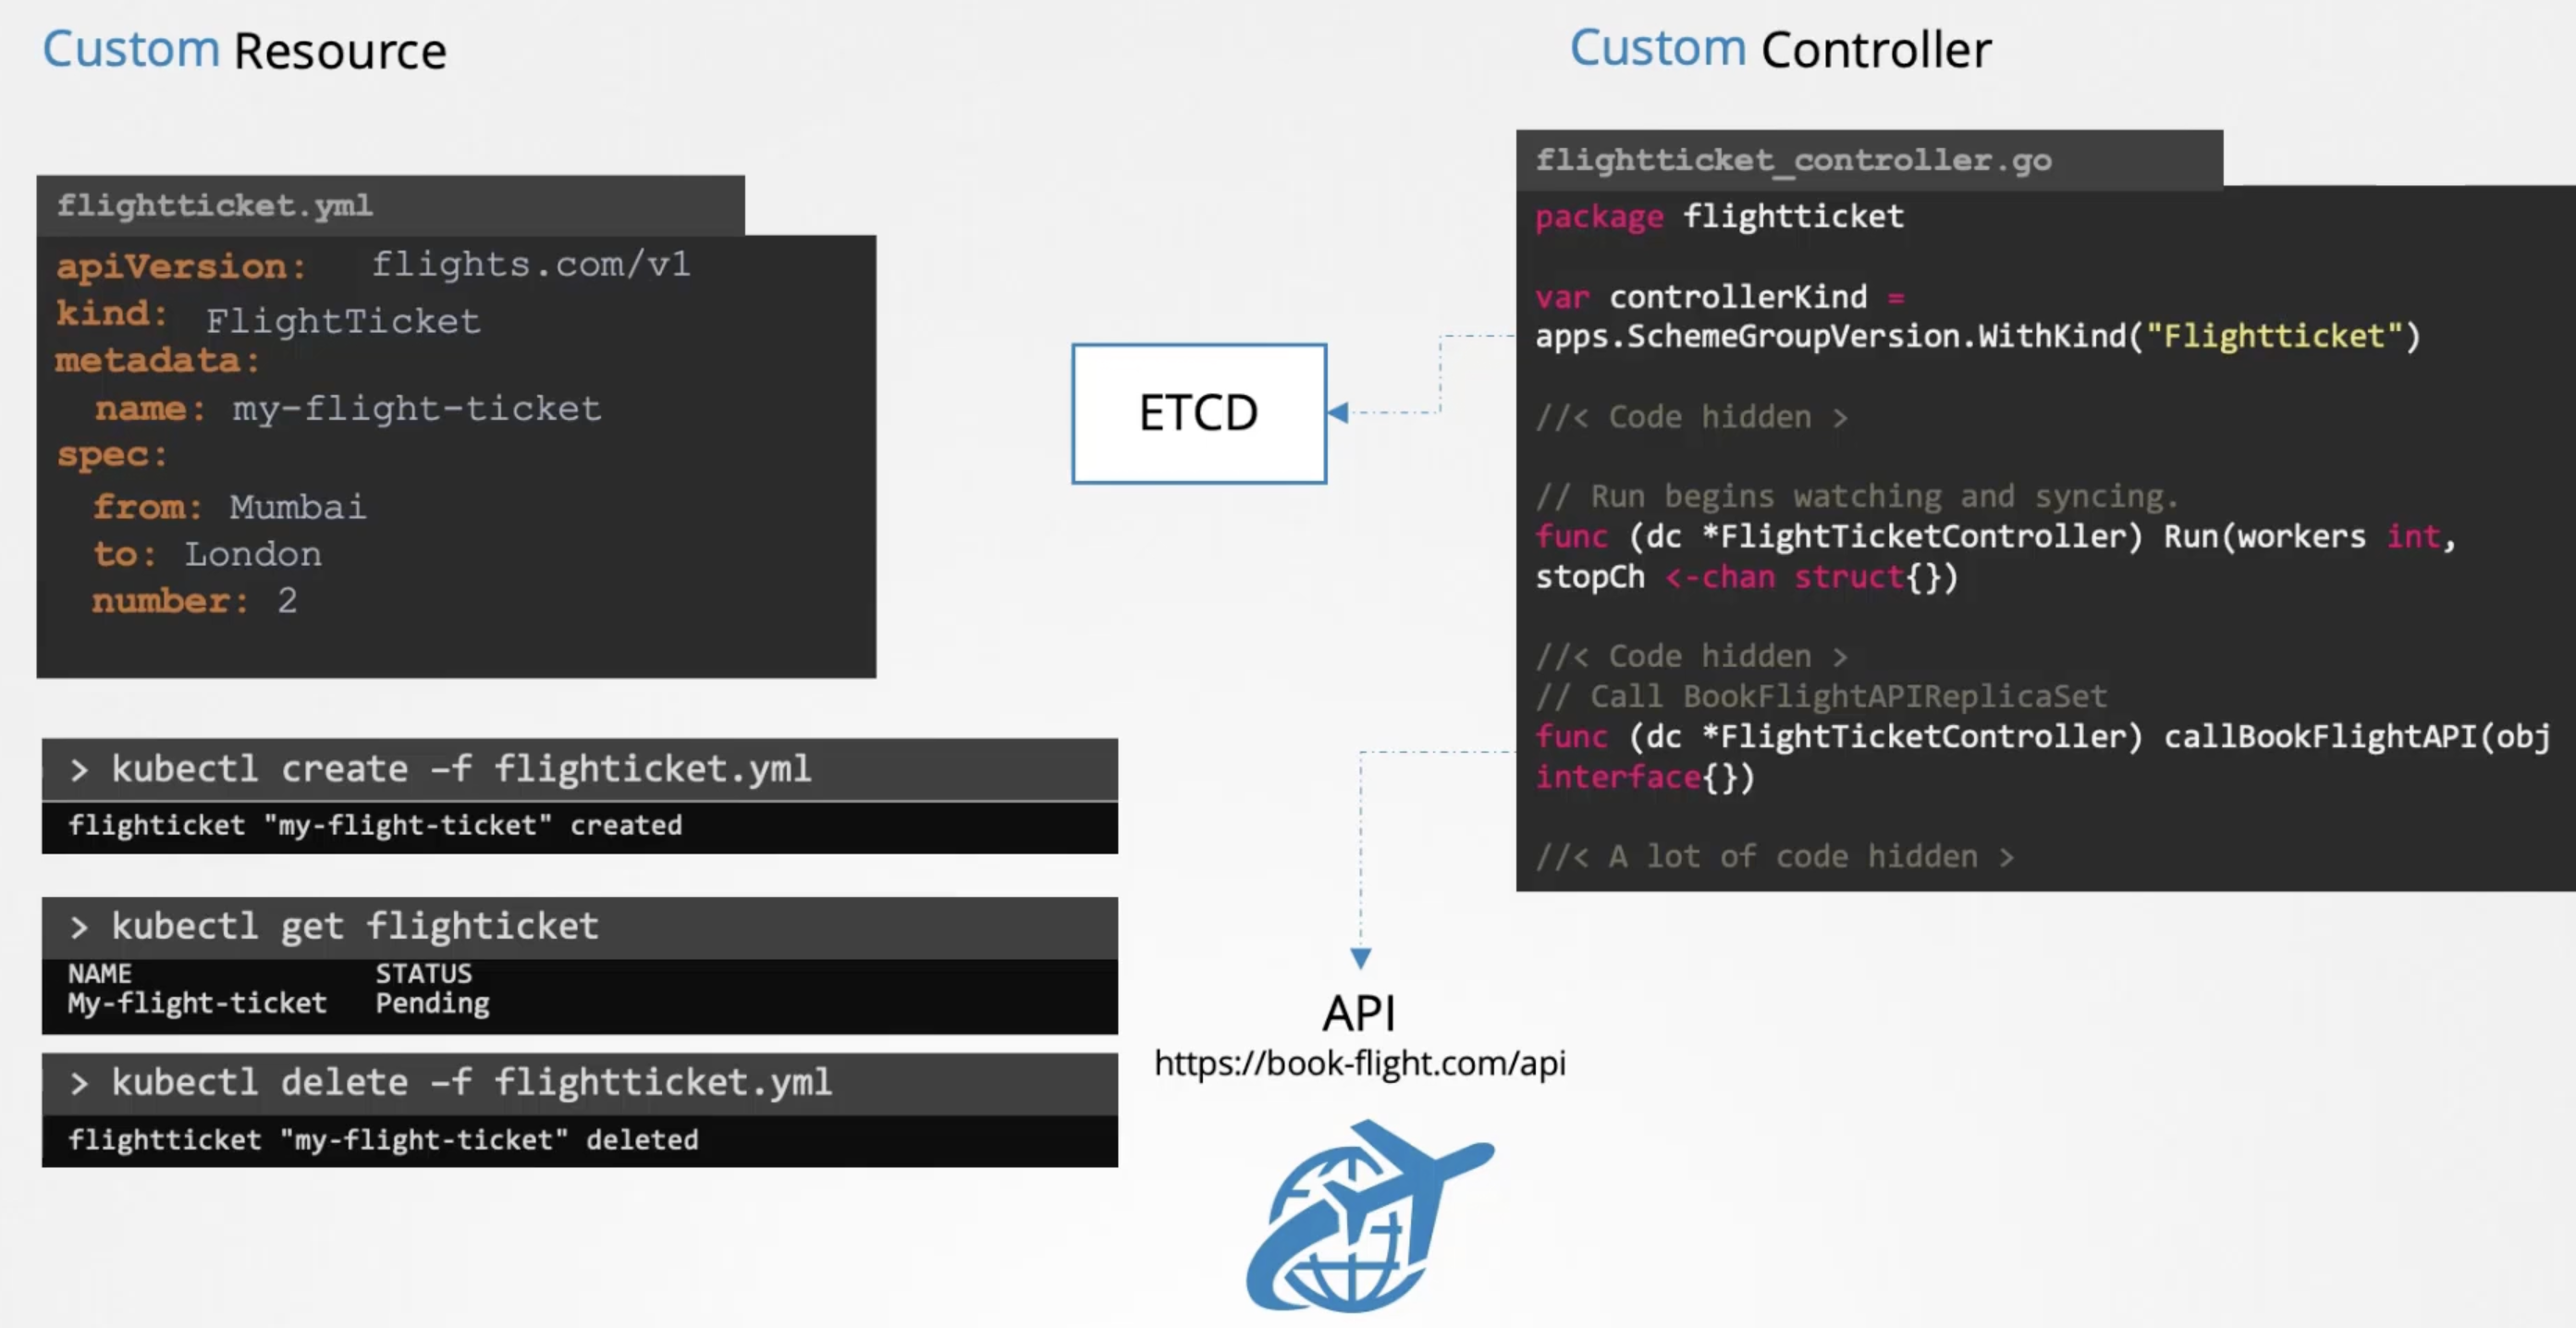 Custom Resource
flightticket.yml
apiVersion: flights.com/v1
kind: FlightTicket
metadata:
name: my-flight-ticket
spec:
from: Mumbai
to: London
number: 2
> kubectl create –f flighticket.yml
flighticket "my-flight-ticket" created
> kubectl get flighticket
NAME STATUS
My-flight-ticket Pending
> kubectl delete –f flightticket.yml
flightticket "my-flight-ticket" deleted
ETCD
API
https://book-flight.com/api
Custom Controller
flightticket_controller.go
package flightticket
var controllerKind =
apps.SchemeGroupVersion.WithKind("Flightticket")
//< Code hidden >
// Run begins watching and syncing.
func (dc *FlightTicketController) Run(workers int,
stopCh <-chan struct{})
//< Code hidden >
// Call BookFlightAPIReplicaSet
func (dc *FlightTicketController) callBookFlightAPI(obj
interface{})
//< A lot of code hidden >